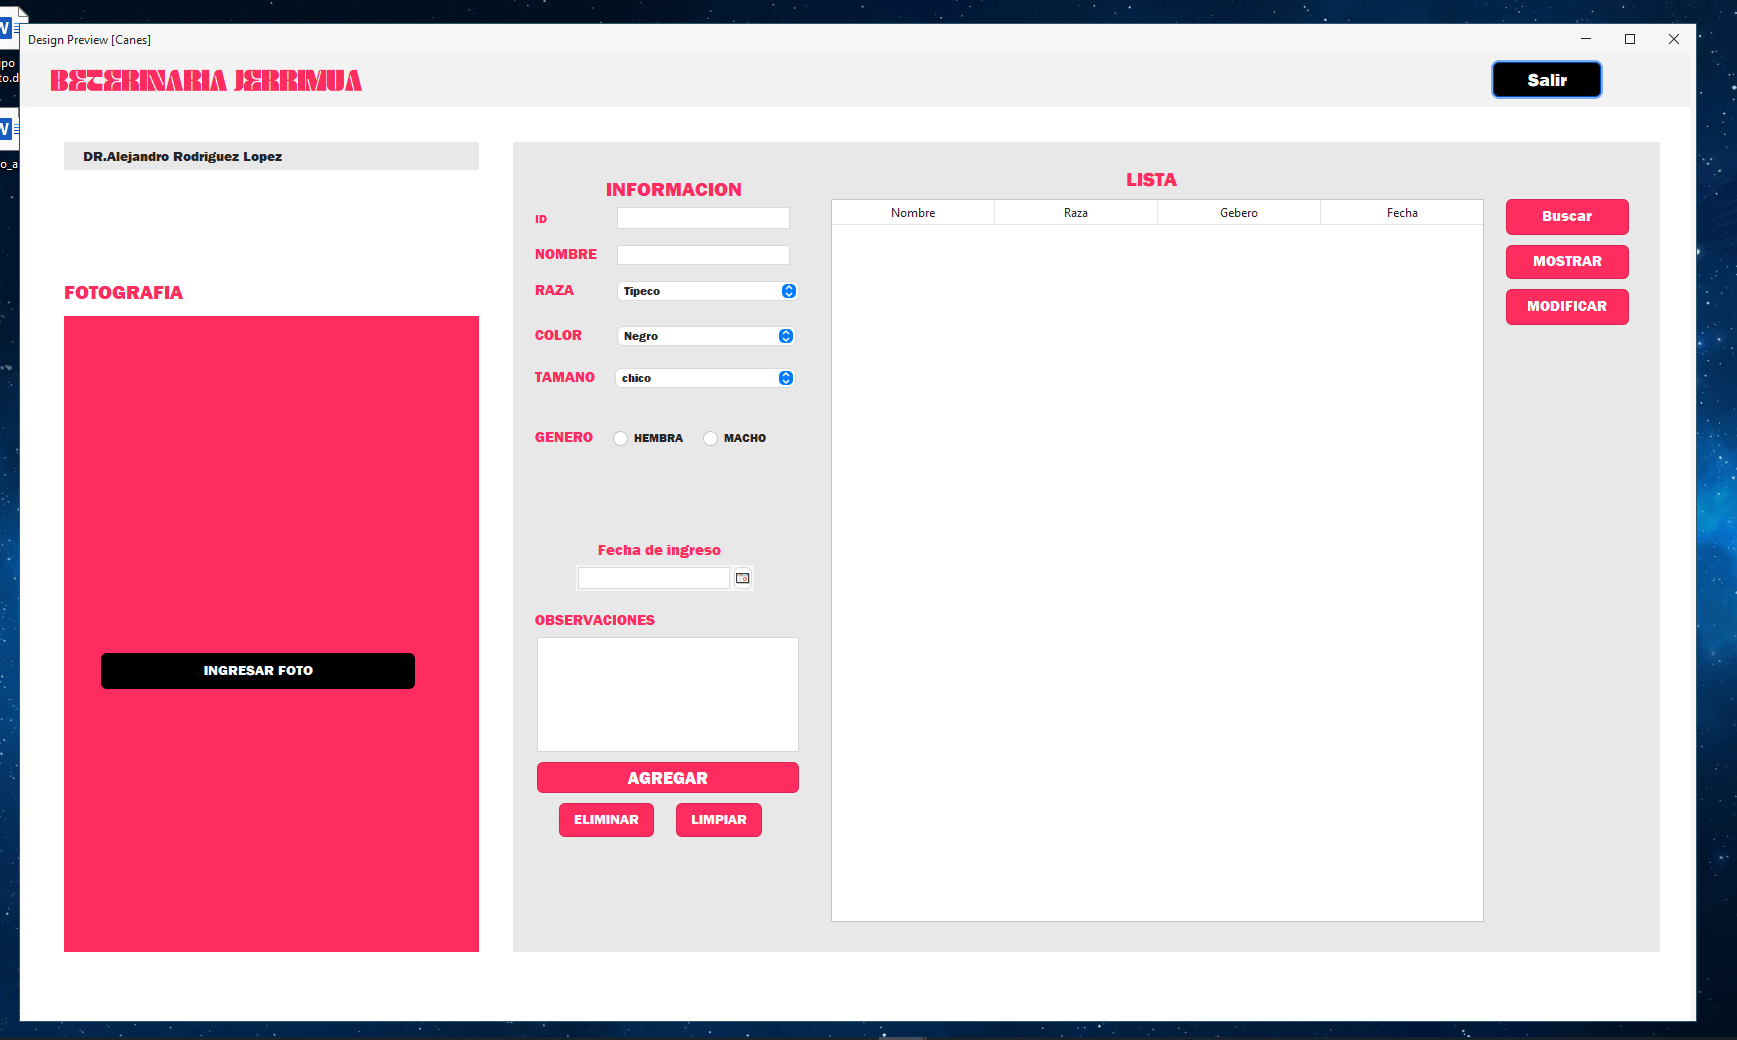 Design Preview [Canes]
BETERINARIA JERRIMUA
Salir
DR.Alejandro Rodriguez Lopez
FOTOGRAFIA
INGRESAR FOTO
INFORMACION
ID
NOMBRE
RAZA Tipeco
COLOR Negro
TAMANO chico
GENERO HEMBRA MACHO
Fecha de ingreso
OBSERVACIONES
AGREGAR
ELIMINAR LIMPIAR
LISTA
Nombre Raza Gebero Fecha
Buscar
MOSTRAR
MODIFICAR